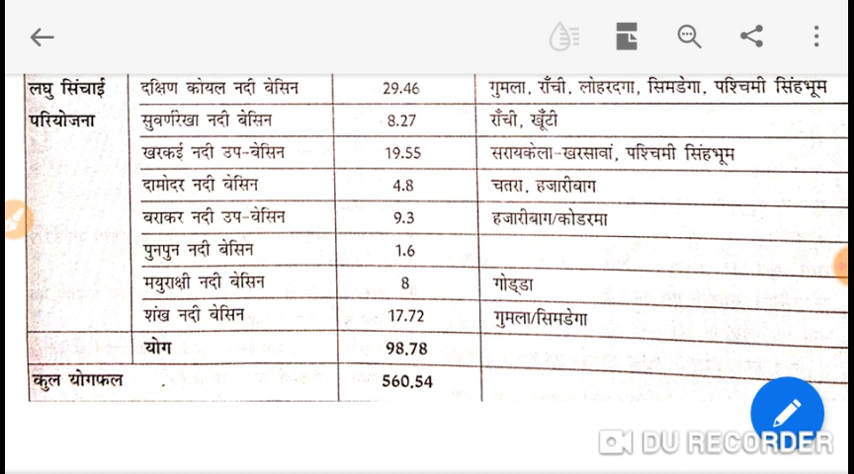 लघु सिंचाई दक्षिण कोयल नदी बेसिन 29.46 गुमला, राँची, लोहरदगा, सिमडेगा, पश्चिमी सिंहभूम
परियोजना सुवर्णरेखा नदी बेसिन 8.27 राँची, खूँटी
खरकई नदी उप-बेसिन 19.55 सरायकेला-खरसावां, पश्चिमी सिंहभूम
दामोदर नदी बेसिन 4.8 चतरा, हजारीबाग
बराकर नदी उप-बेसिन 9.3 हजारीबाग/कोडरमा
पुनपुन नदी बेसिन 1.6
मयुराक्षी नदी बेसिन 8 गोड्डा
शंख नदी बेसिन 17.72 गुमला/सिमडेगा
योग 98.78
कुल योगफल 560.54
DU RECORDER